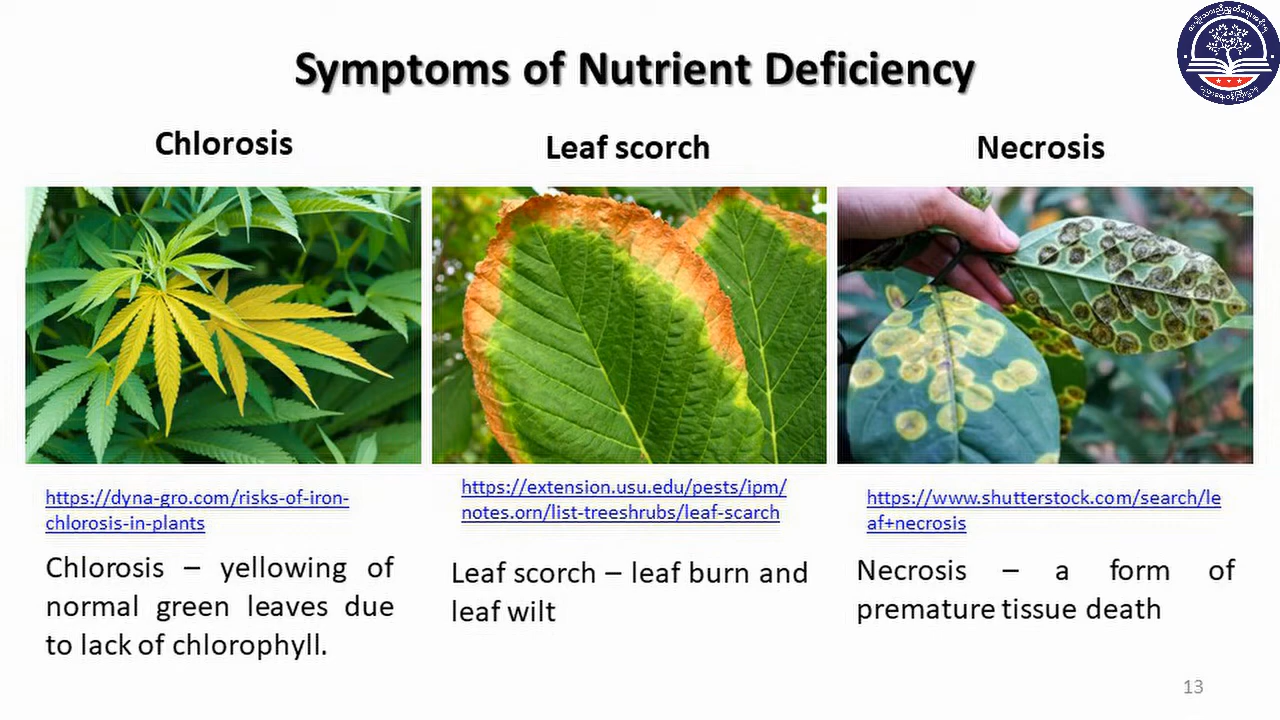 Symptoms of Nutrient Deficiency
Chlorosis
Leaf scorch
Necrosis
https://dyna-gro.com/risks-of-iron-
chlorosis-in-plants
https://extension.usu.edu/pests/ipm/
notes.orn/list-treeshrubs/leaf-scarch
https://www.shutterstock.com/search/le
af+necrosis
Chlorosis – yellowing of
normal green leaves due
to lack of chlorophyll.
Leaf scorch – leaf burn and
leaf wilt
Necrosis – a form of
premature tissue death
13